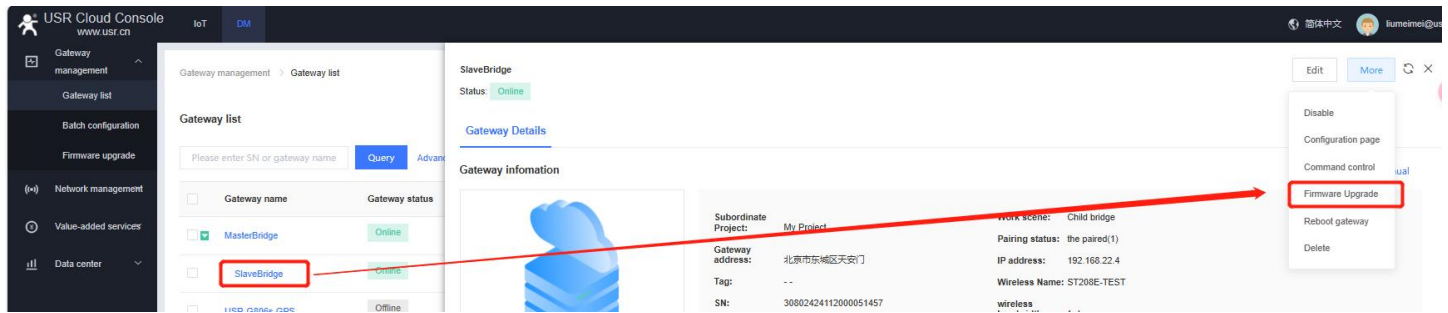 USR Cloud Console
www.usr.cn
IoT
DM
简体中文
liumeimei@us
Gateway management
Gateway list
Batch configuration
Firmware upgrade
Network management
Value-added services
Data center
Gateway management > Gateway list
Gateway list
Please enter SN or gateway name
Query
Advanc
Gateway name
Gateway status
MasterBridge
Online
SlaveBridge
Online
USR-G806s-GPS
Offline
SlaveBridge
Status: Online
Edit
More
Gateway Details
Gateway infomation
Disable
Configuration page
Command control
Firmware Upgrade
Reboot gateway
Delete
ual
Subordinate Project: My Project
Gateway address: 北京市东城区天安门
Tag: --
SN: 30802424112000051457
Work scene: Child bridge
Pairing status: the paired(1)
IP address: 192.168.22.4
Wireless Name: ST208E-TEST
wireless